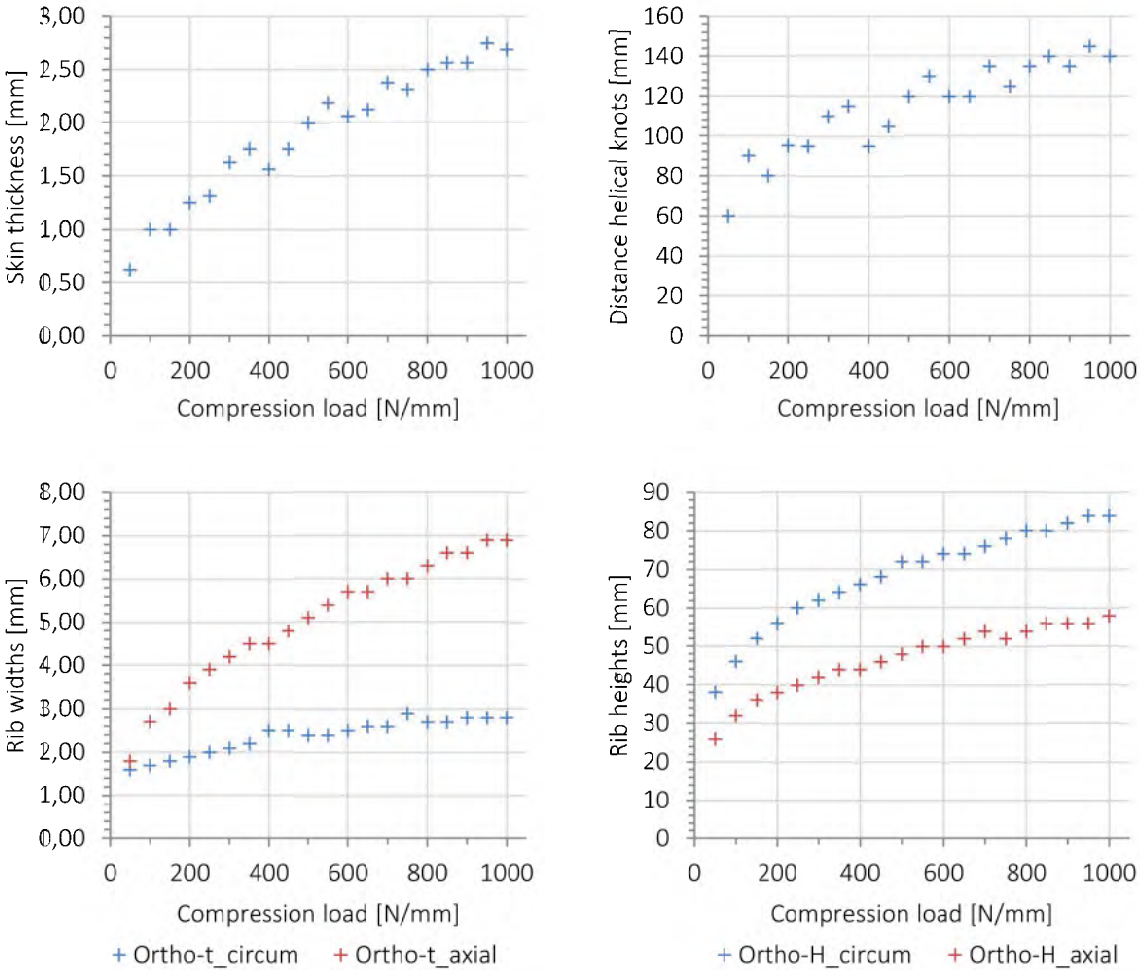 Skin thickness [mm]
3,00
2,50
2,00
1,50
1,00
0,50
0,00
0 200 400 600 800 1000
Compression load [N/mm]
Distance helical knots [mm]
160
140
120
100
80
60
40
20
0
0 200 400 600 800 1000
Compression load [N/mm]
Rib widths [mm]
8,00
7,00
6,00
5,00
4,00
3,00
2,00
1,00
0,00
0 200 400 600 800 1000
Compression load [N/mm]
Ortho-t_circum Ortho-t_axial
Rib heights [mm]
90
80
70
60
50
40
30
20
10
0
0 200 400 600 800 1000
Compression load [N/mm]
Ortho-H_circum Ortho-H_axial